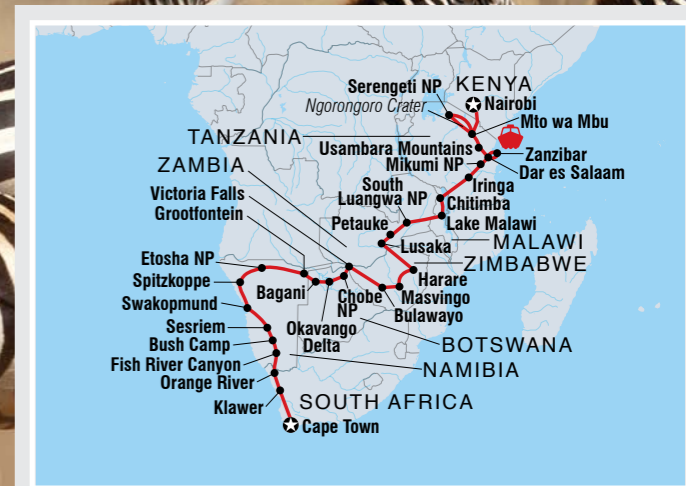 Serengeti NP
KENYA
Ngorongoro Crater
Nairobi
Mto wa Mbu
TANZANIA
Usambara Mountains
Zanzibar
Mikumi NP
Dar es Salaam
ZAMBIA
Iringa
South
Luangwa NP
Victoria Falls
Chitimba
Grootfontein
Petauke
Lake Malawi
Lusaka
MALAWI
Etosha NP
ZIMBABWE
Spitzkoppe
Harare
Bagani
Chobe
NP
Masvingo
Swakopmund
Bulawayo
Okavango
Delta
Sesriem
BOTSWANA
Bush Camp
Fish River Canyon
NAMIBIA
Orange River
Klawer
SOUTH AFRICA
Cape Town